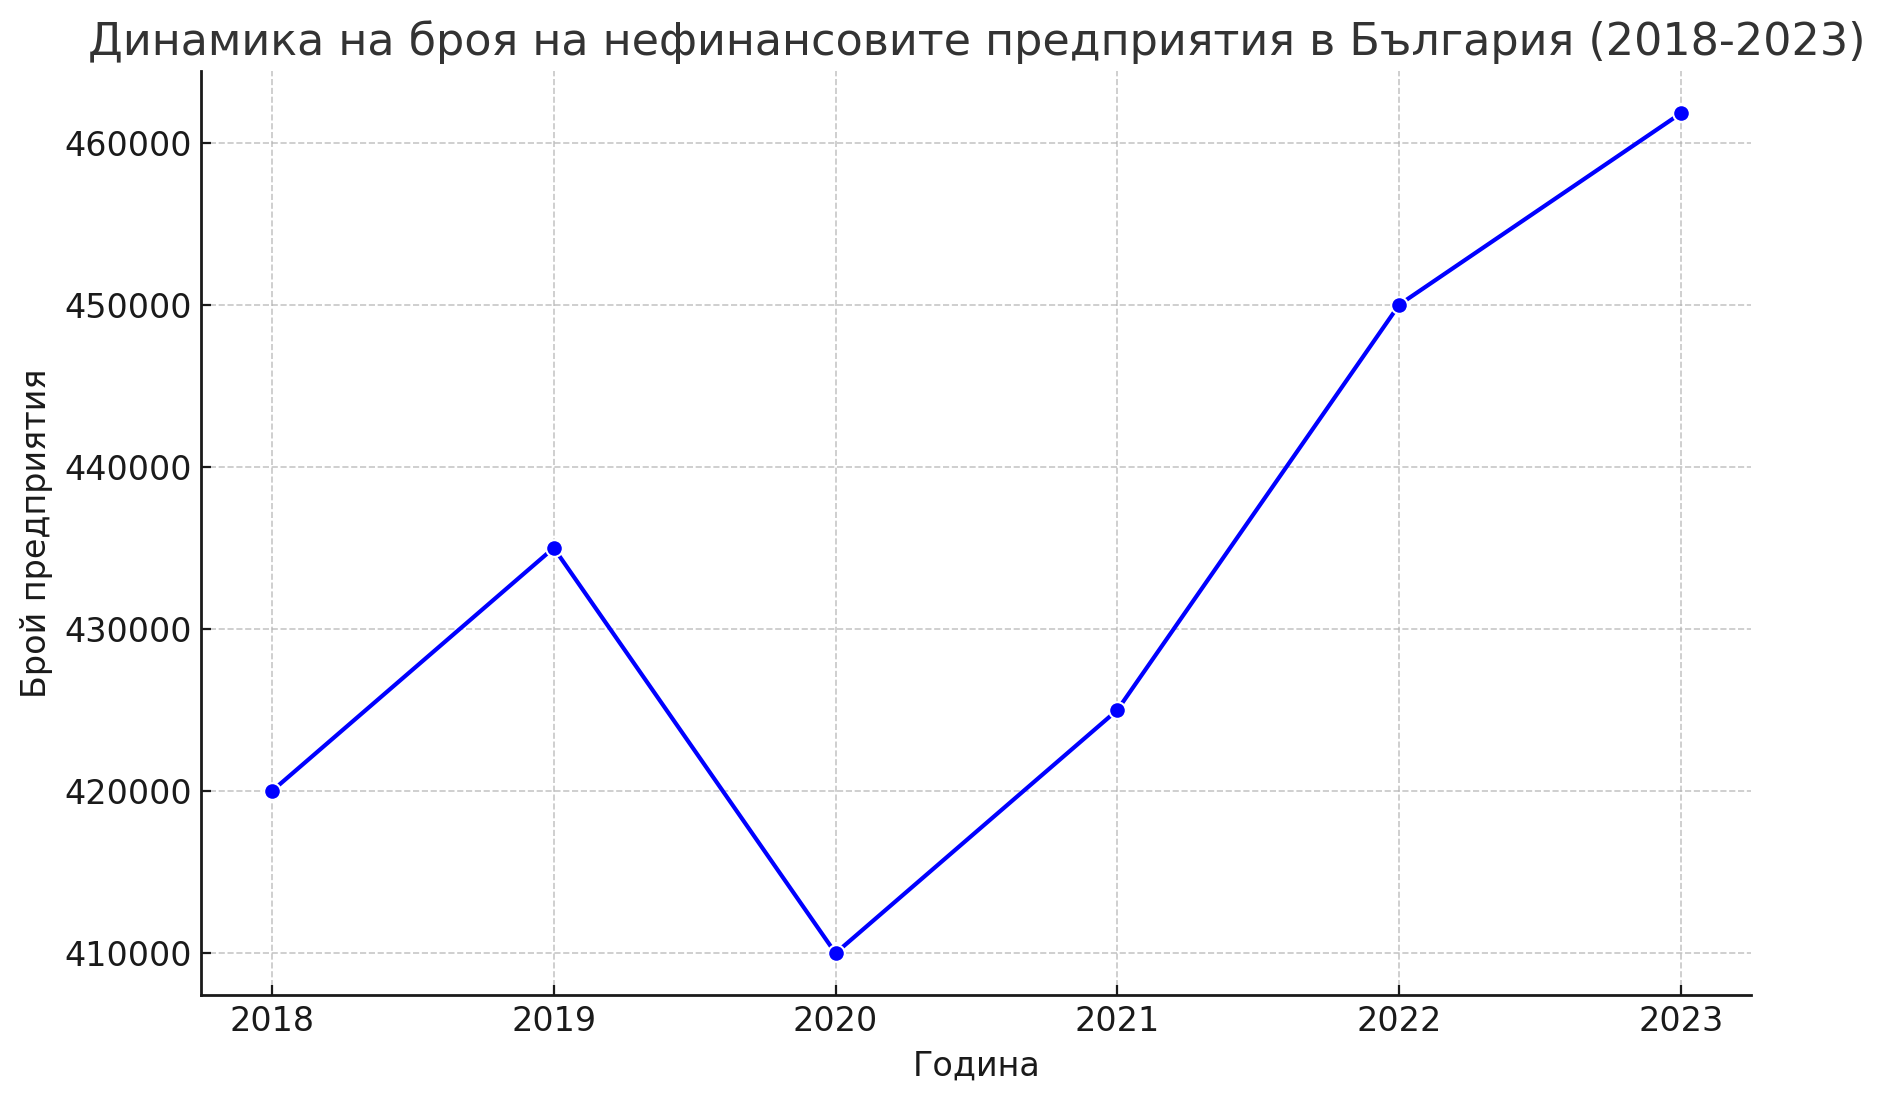 Динамика на броя на нефинансовите предприятия в България (2018-2023)
Брой предприятия
460000
450000
440000
430000
420000
410000
2018 2019 2020 2021 2022 2023
Година